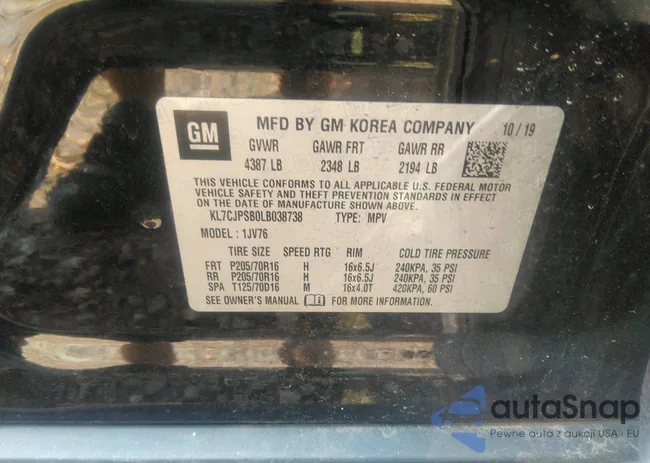 GM
MFD BY GM KOREA COMPANY 10/19
GVWR GAWR FRT GAWR RR
4387 LB 2348 LB 2194 LB
THIS VEHICLE CONFORMS TO ALL APPLICABLE U.S. FEDERAL MOTOR
VEHICLE SAFETY AND THEFT PREVENTION STANDARDS IN EFFECT
ON THE DATE OF MANUFACTURE SHOWN ABOVE.
KL7CJPSB0LB038738 TYPE: MPV
MODEL: 1JV76
TIRE SIZE SPEED RTG RIM COLD TIRE PRESSURE
FRT P205/70R16 H 16x6.5J 240KPA, 35 PSI
RR P205/70R16 H 16x6.5J 240KPA, 35 PSI
SPA T125/70D16 M 16x4.0T 420KPA, 60 PSI
SEE OWNER'S MANUAL FOR MORE INFORMATION.
autaSnap
Pewne auta z aukcji USA i EU